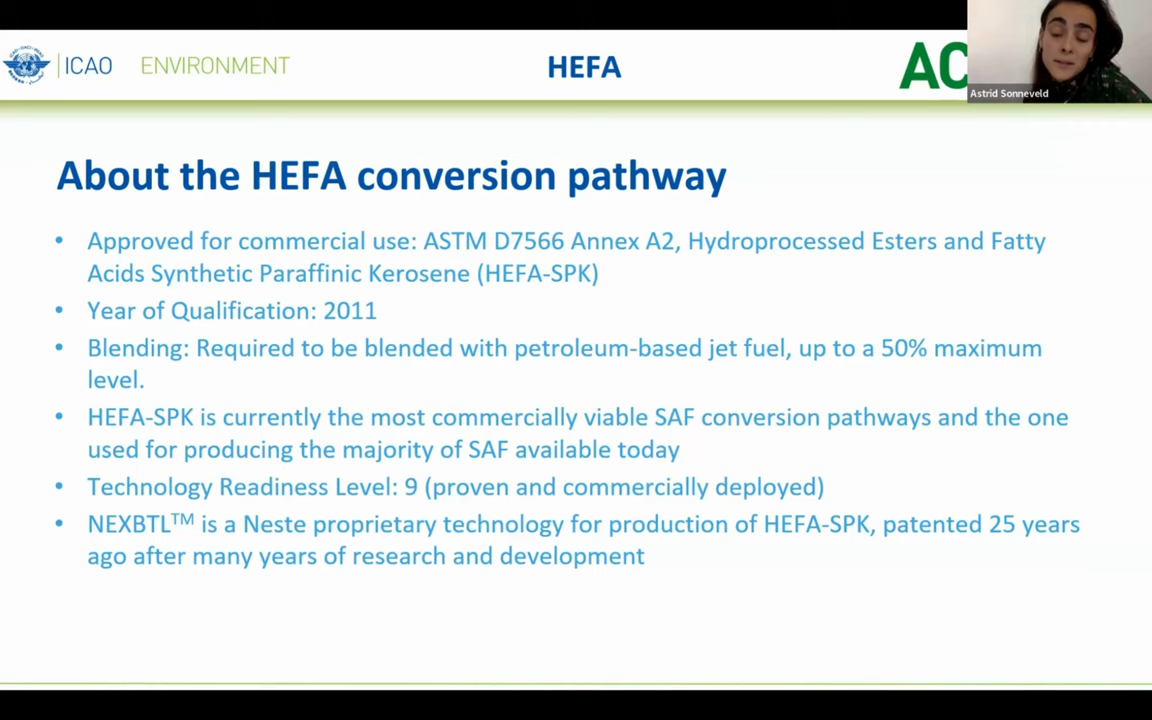 ICAO ENVIRONMENT
HEFA
AC
Astrid Sonneveld
About the HEFA conversion pathway
• Approved for commercial use: ASTM D7566 Annex A2, Hydroprocessed Esters and Fatty
Acids Synthetic Paraffinic Kerosene (HEFA-SPK)
• Year of Qualification: 2011
• Blending: Required to be blended with petroleum-based jet fuel, up to a 50% maximum
level.
• HEFA-SPK is currently the most commercially viable SAF conversion pathways and the one
used for producing the majority of SAF available today
• Technology Readiness Level: 9 (proven and commercially deployed)
• NEXBTL™ is a Neste proprietary technology for production of HEFA-SPK, patented 25 years
ago after many years of research and development